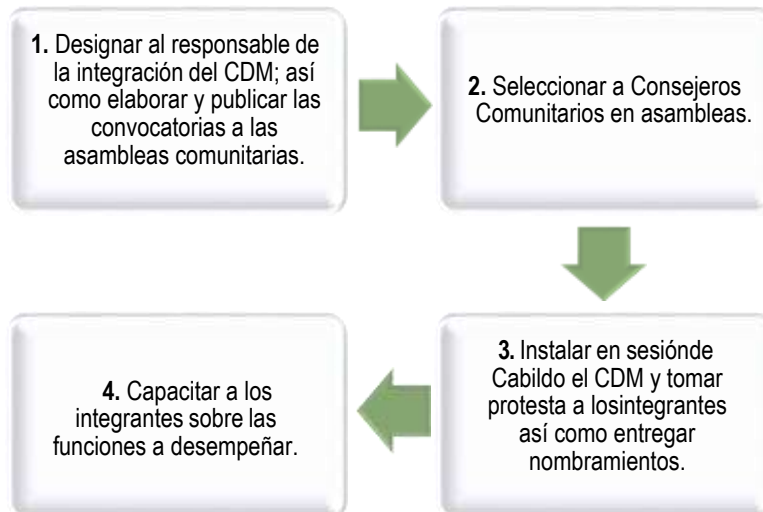 1. Designar al responsable de
la integración del CDM; así
como elaborar y publicar las
convocatorias a las
asambleas comunitarias.
2. Seleccionar a Consejeros
Comunitarios en asambleas.
3. Instalar en sesiónde
Cabildo el CDM y tomar
protesta a losintegrantes
así como entregar
nombramientos.
4. Capacitar a los
integrantes sobre las
funciones a desempeñar.